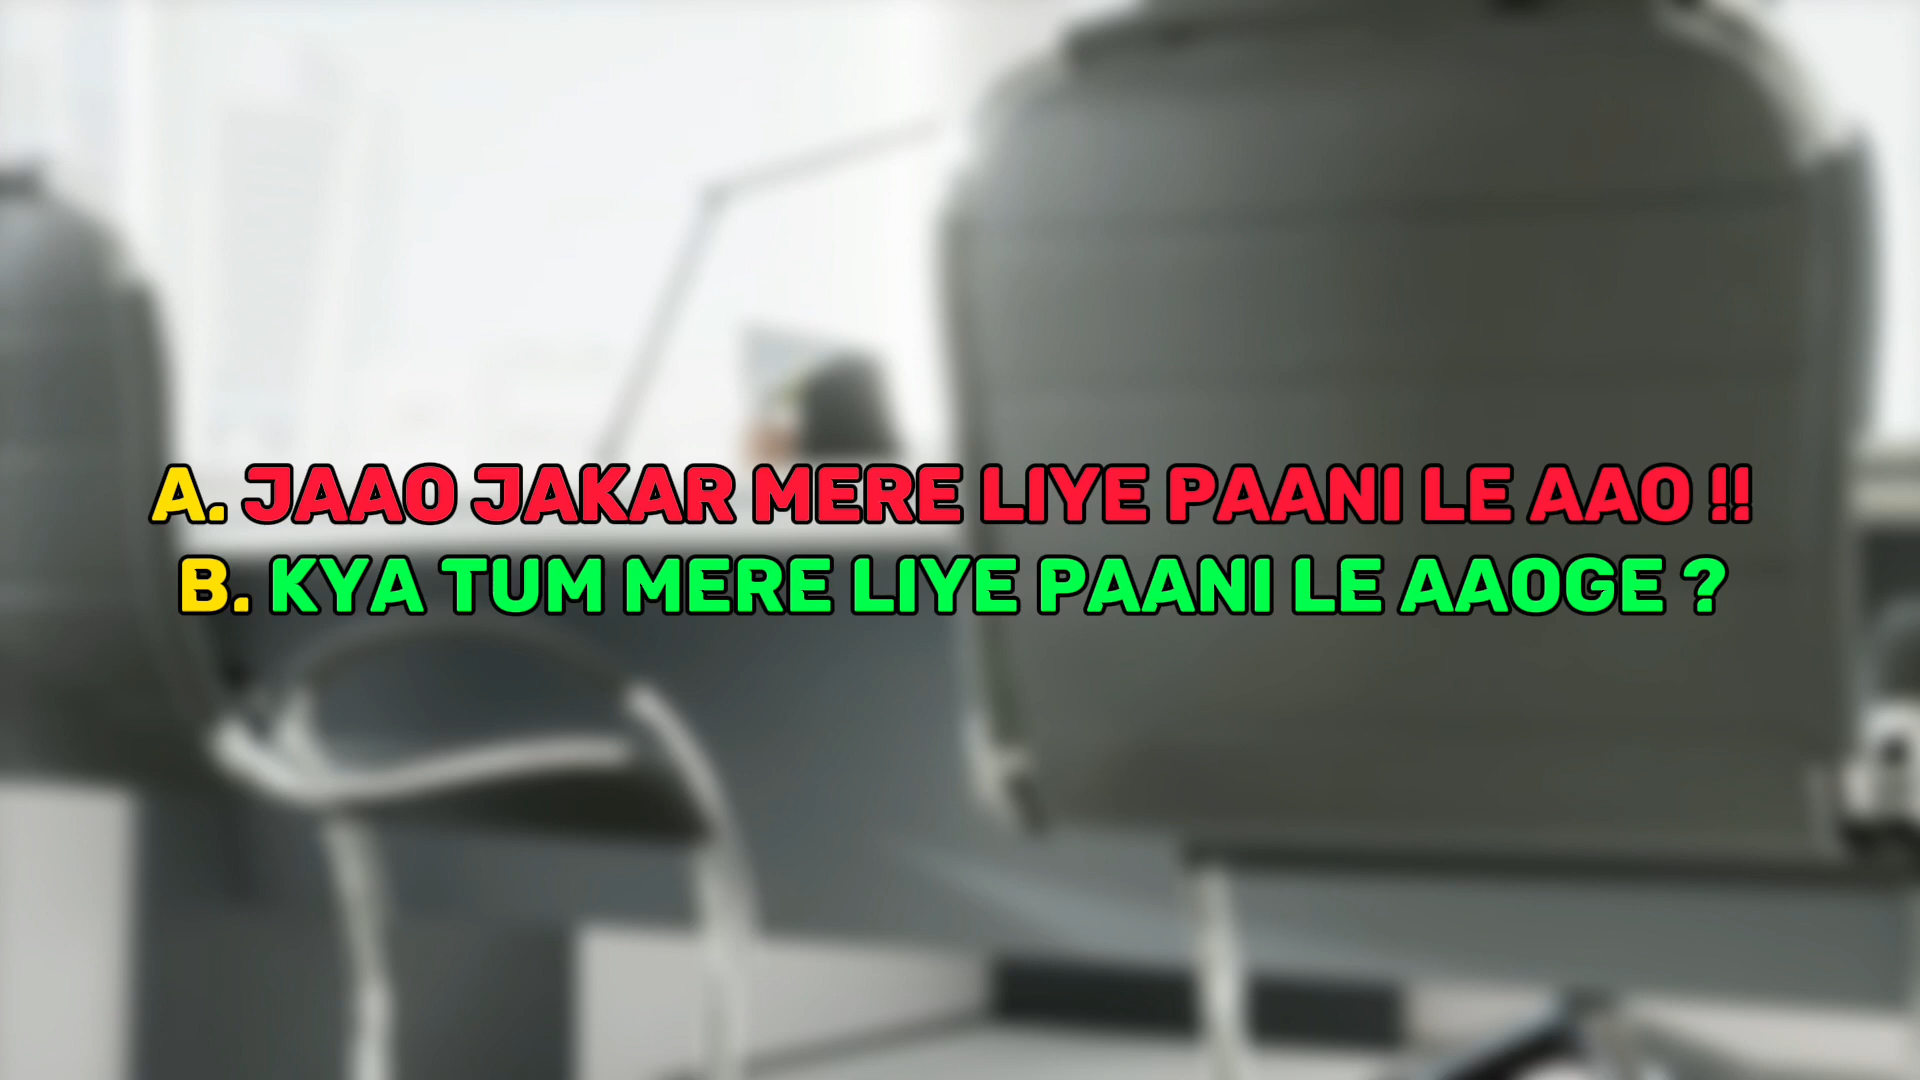 A. JAAO JAKAR MERE LIYE PAANI LE AAO !!
B. KYA TUM MERE LIYE PAANI LE AAOGE ?